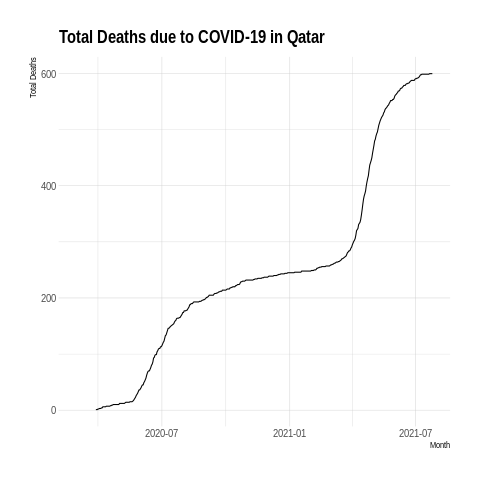 Total Deaths due to COVID-19 in Qatar
Total Deaths
600
400
200
0
2020-07
2021-01
2021-07
Month